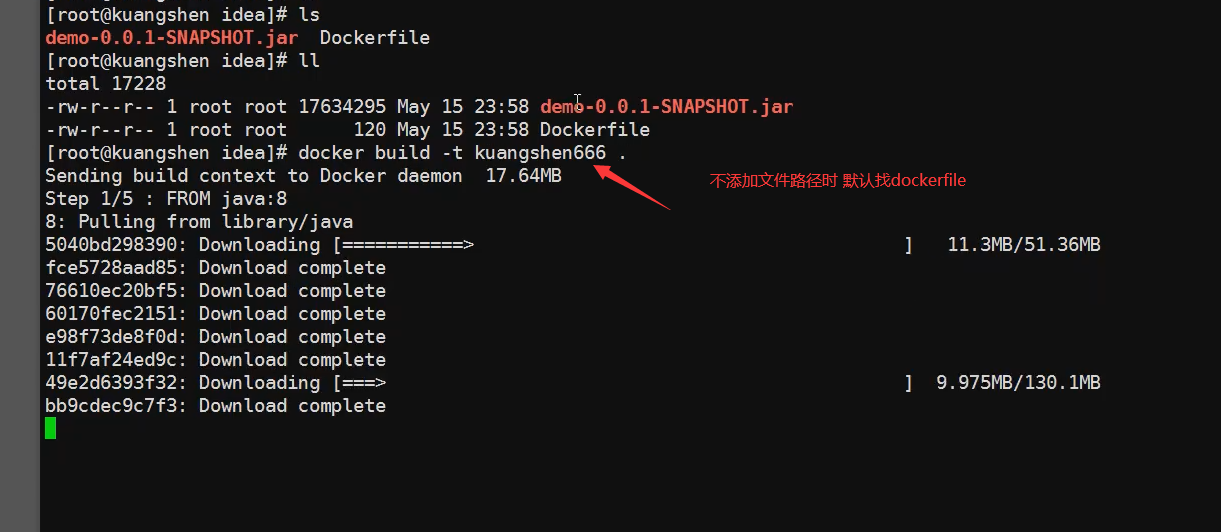 [root@kuangshen idea]# ls
demo-0.0.1-SNAPSHOT.jar  Dockerfile
[root@kuangshen idea]# ll
total 17228
-rw-r--r-- 1 root root 17634295 May 15 23:58 demo-0.0.1-SNAPSHOT.jar
-rw-r--r-- 1 root root      120 May 15 23:58 Dockerfile
[root@kuangshen idea]# docker build -t kuangshen666 .
Sending build context to Docker daemon  17.64MB
不添加文件路径时 默认找dockerfile
Step 1/5 : FROM java:8
8: Pulling from library/java
5040bd298390: Downloading [===========>                                       ]   11.3MB/51.36MB
fce5728aad85: Download complete
76610ec20bf5: Download complete
60170fec2151: Download complete
e98f73de8f0d: Download complete
11f7af24ed9c: Download complete
49e2d6393f32: Downloading [===>                                               ]  9.975MB/130.1MB
bb9cdec9c7f3: Download complete